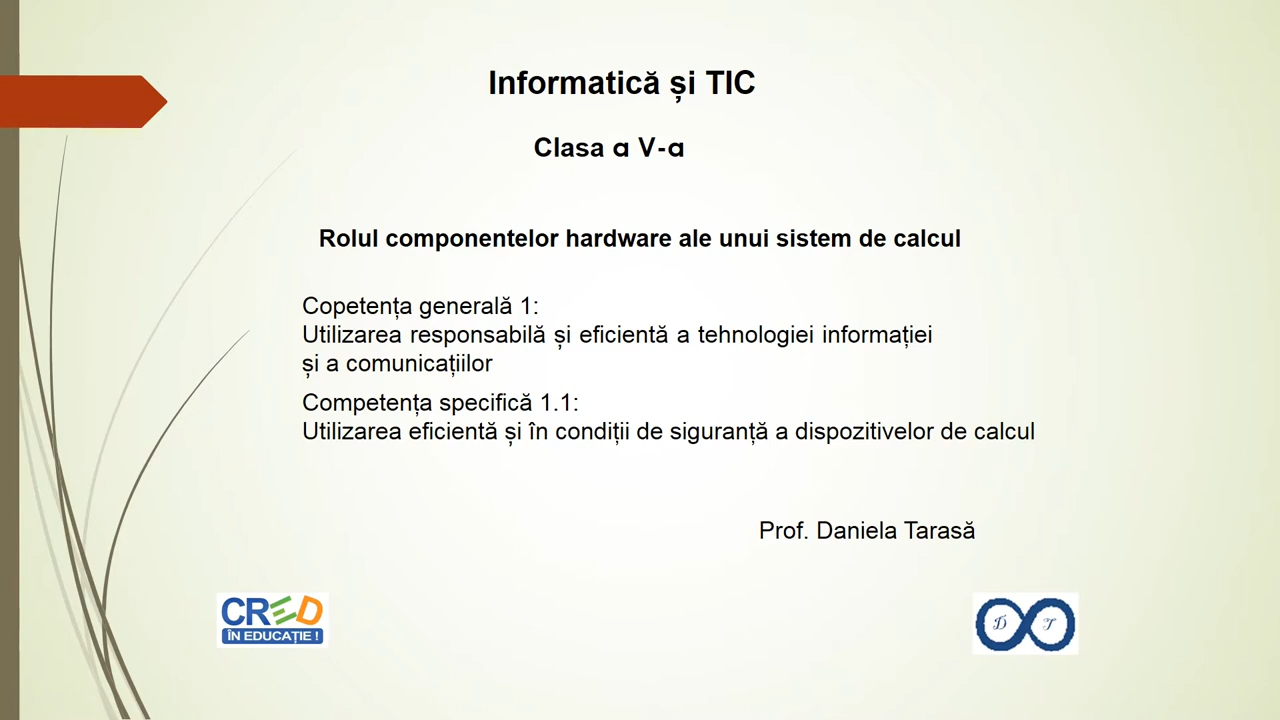 Informatică și TIC
Clasa a V-a
Rolul componentelor hardware ale unui sistem de calcul
Copetența generală 1:
Utilizarea responsabilă și eficientă a tehnologiei informației
și a comunicațiilor
Competența specifică 1.1:
Utilizarea eficientă și în condiții de siguranță a dispozitivelor de calcul
Prof. Daniela Tarasă
CRED
ÎN EDUCAȚIE !
D T